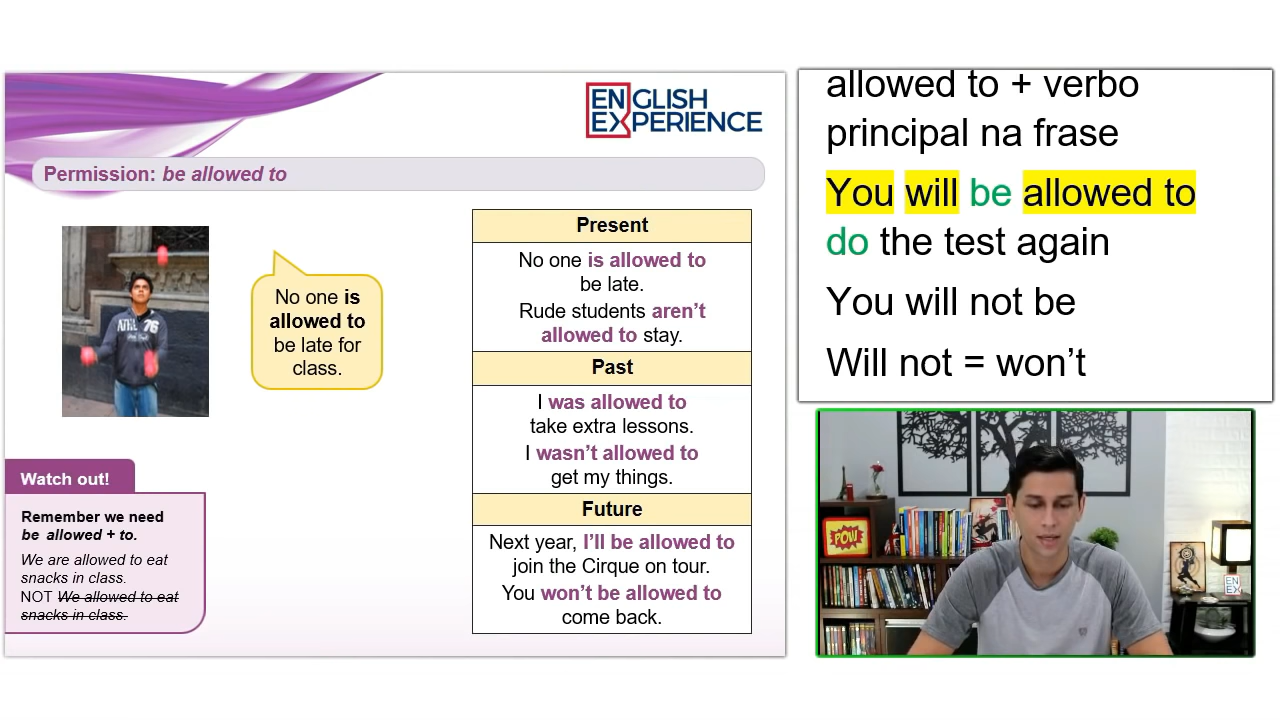 ENGLISH
EXPERIENCE
Permission: be allowed to
No one is
allowed to
be late for
class.
Watch out!
Remember we need
be allowed + to.
We are allowed to eat
snacks in class.
NOT We allowed to eat
snacks in class.
Present
No one is allowed to
be late.
Rude students aren’t
allowed to stay.
Past
I was allowed to
take extra lessons.
I wasn’t allowed to
get my things.
Future
Next year, I’ll be allowed to
join the Cirque on tour.
You won’t be allowed to
come back.
allowed to + verbo
principal na frase
You will be allowed to
do the test again
You will not be
Will not = won’t
POW!
EN
EX